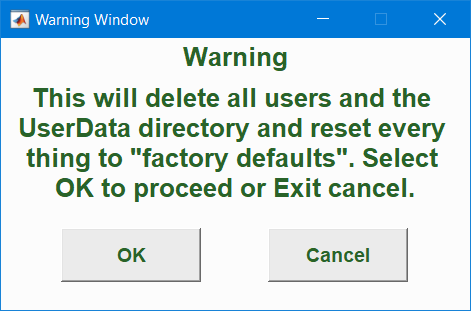 Warning Window
Warning
This will delete all users and the
UserData directory and reset every
thing to "factory defaults". Select
OK to proceed or Exit cancel.
OK
Cancel